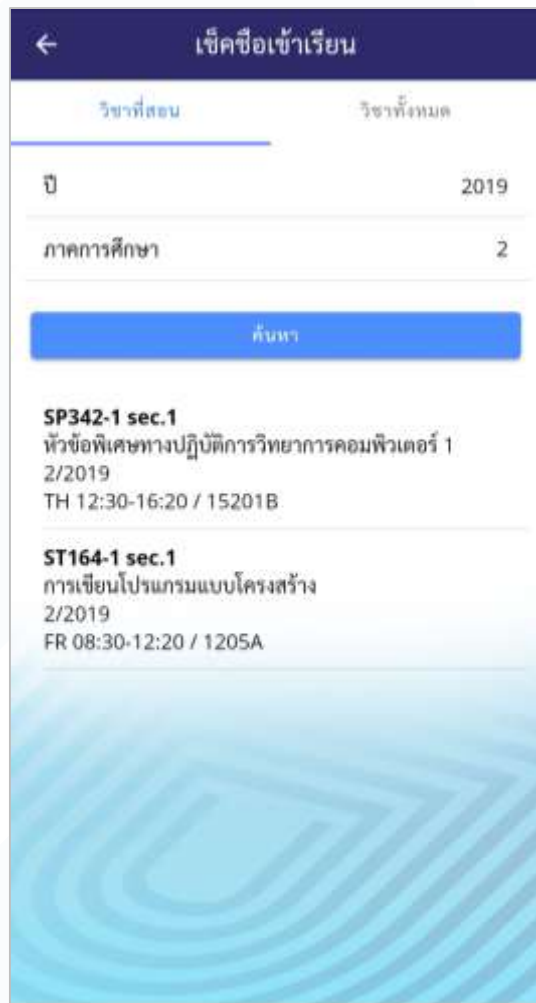 เช็คชื่อเข้าเรียน
วิชาที่สอน วิชาทั้งหมด
ปี 2019
ภาคการศึกษา 2
ค้นหา
SP342-1 sec.1
หัวข้อพิเศษทางปฏิบัติการวิทยาการคอมพิวเตอร์ 1
2/2019
TH 12:30-16:20 / 15201B
ST164-1 sec.1
การเขียนโปรแกรมแบบโครงสร้าง
2/2019
FR 08:30-12:20 / 1205A